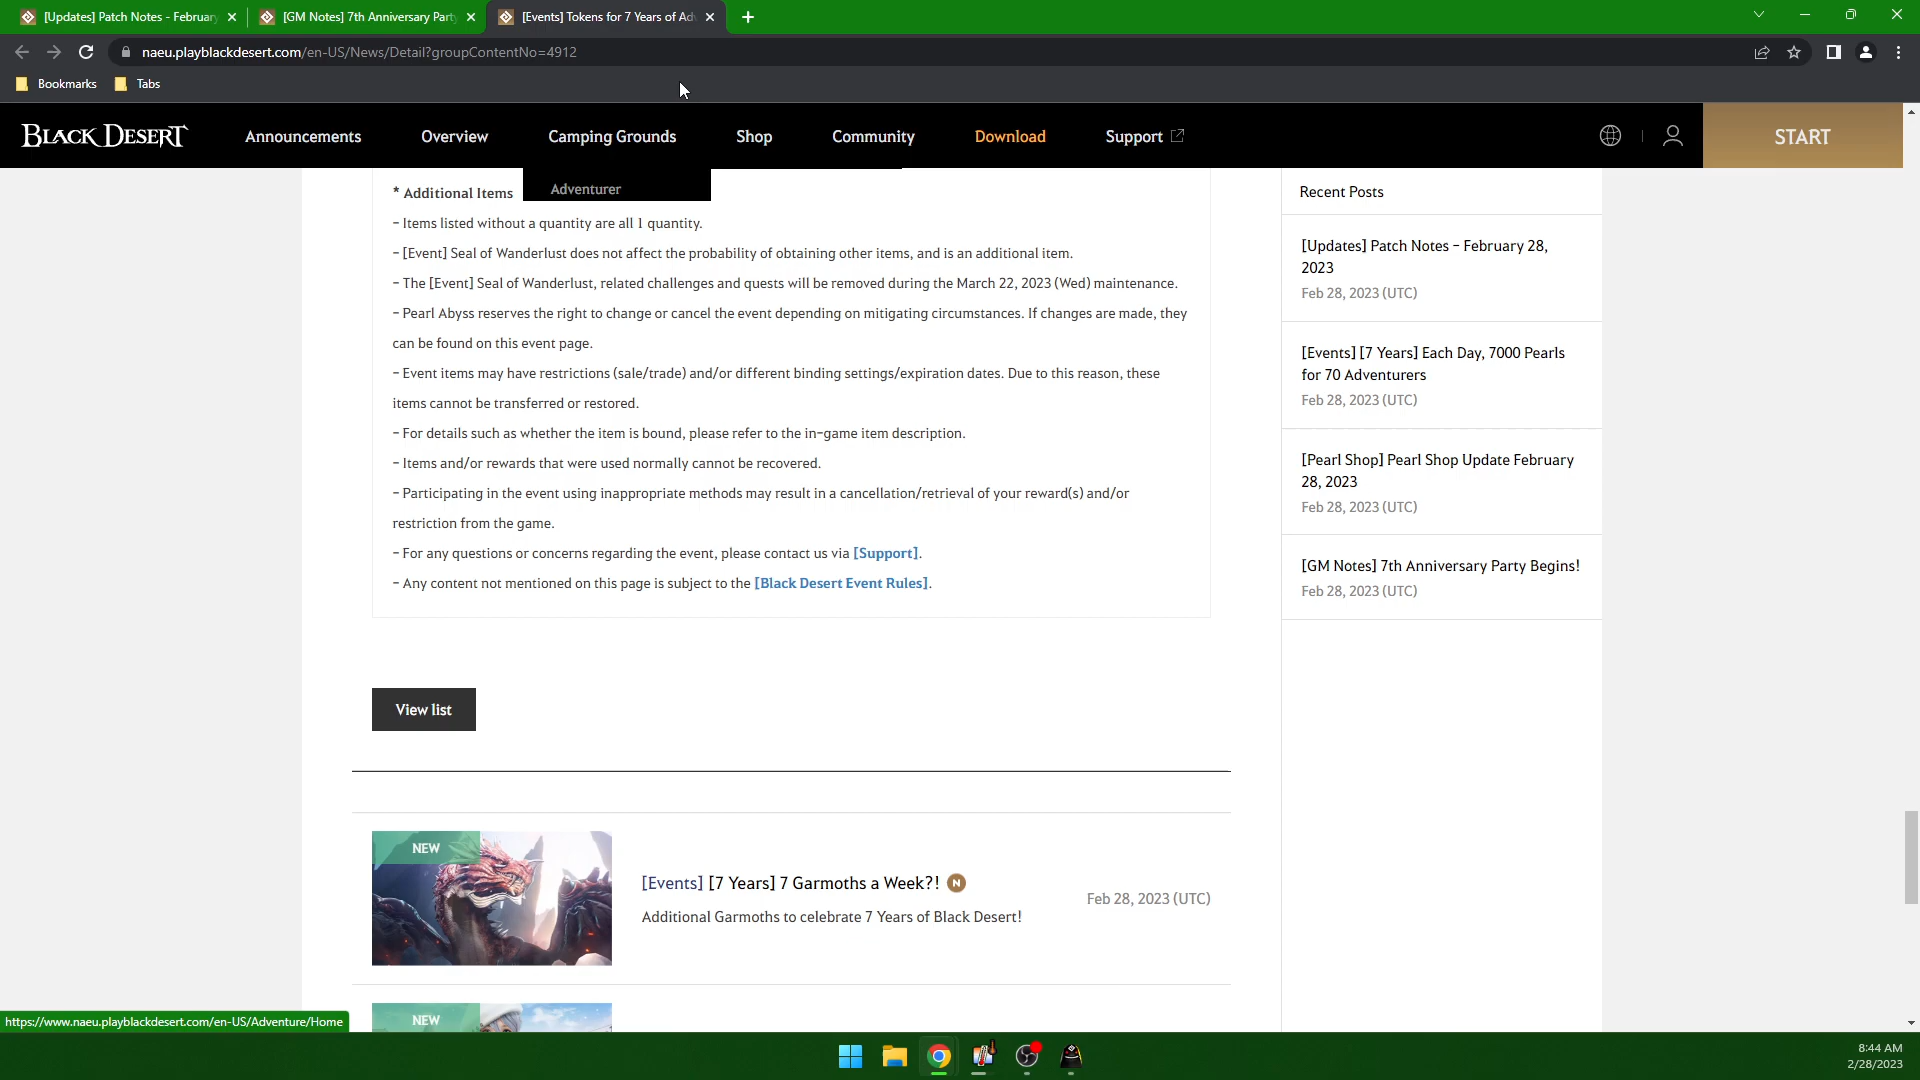 [Updates] Patch Notes - Februar
[GM Notes] 7th Anniversary Part
[Events] Tokens for 7 Years of Ad
naeu.playblackdesert.com/en-US/News/Detail?groupContentNo=4912
Bookmarks
Tabs
BLACK DESERT
Announcements
Overview
Camping Grounds
Shop
Community
Download
Support
START
Adventurer
* Additional Items
- Items listed without a quantity are all 1 quantity.
- [Event] Seal of Wanderlust does not affect the probability of obtaining other items, and is an additional item.
- The [Event] Seal of Wanderlust, related challenges and quests will be removed during the March 22, 2023 (Wed) maintenance.
- Pearl Abyss reserves the right to change or cancel the event depending on mitigating circumstances. If changes are made, they
can be found on this event page.
- Event items may have restrictions (sale/trade) and/or different binding settings/expiration dates. Due to this reason, these
items cannot be transferred or restored.
- For details such as whether the item is bound, please refer to the in-game item description.
- Items and/or rewards that were used normally cannot be recovered.
- Participating in the event using inappropriate methods may result in a cancellation/retrieval of your reward(s) and/or
restriction from the game.
- For any questions or concerns regarding the event, please contact us via [Support].
- Any content not mentioned on this page is subject to the [Black Desert Event Rules].
View list
NEW
[Events] [7 Years] 7 Garmoths a Week?! N
Additional Garmoths to celebrate 7 Years of Black Desert!
Feb 28, 2023 (UTC)
NEW
Recent Posts
[Updates] Patch Notes - February 28,
2023
Feb 28, 2023 (UTC)
[Events] [7 Years] Each Day, 7000 Pearls
for 70 Adventurers
Feb 28, 2023 (UTC)
[Pearl Shop] Pearl Shop Update February
28, 2023
Feb 28, 2023 (UTC)
[GM Notes] 7th Anniversary Party Begins!
Feb 28, 2023 (UTC)
https://www.naeu.playblackdesert.com/en-US/Adventure/Home
8:44 AM
2/28/2023